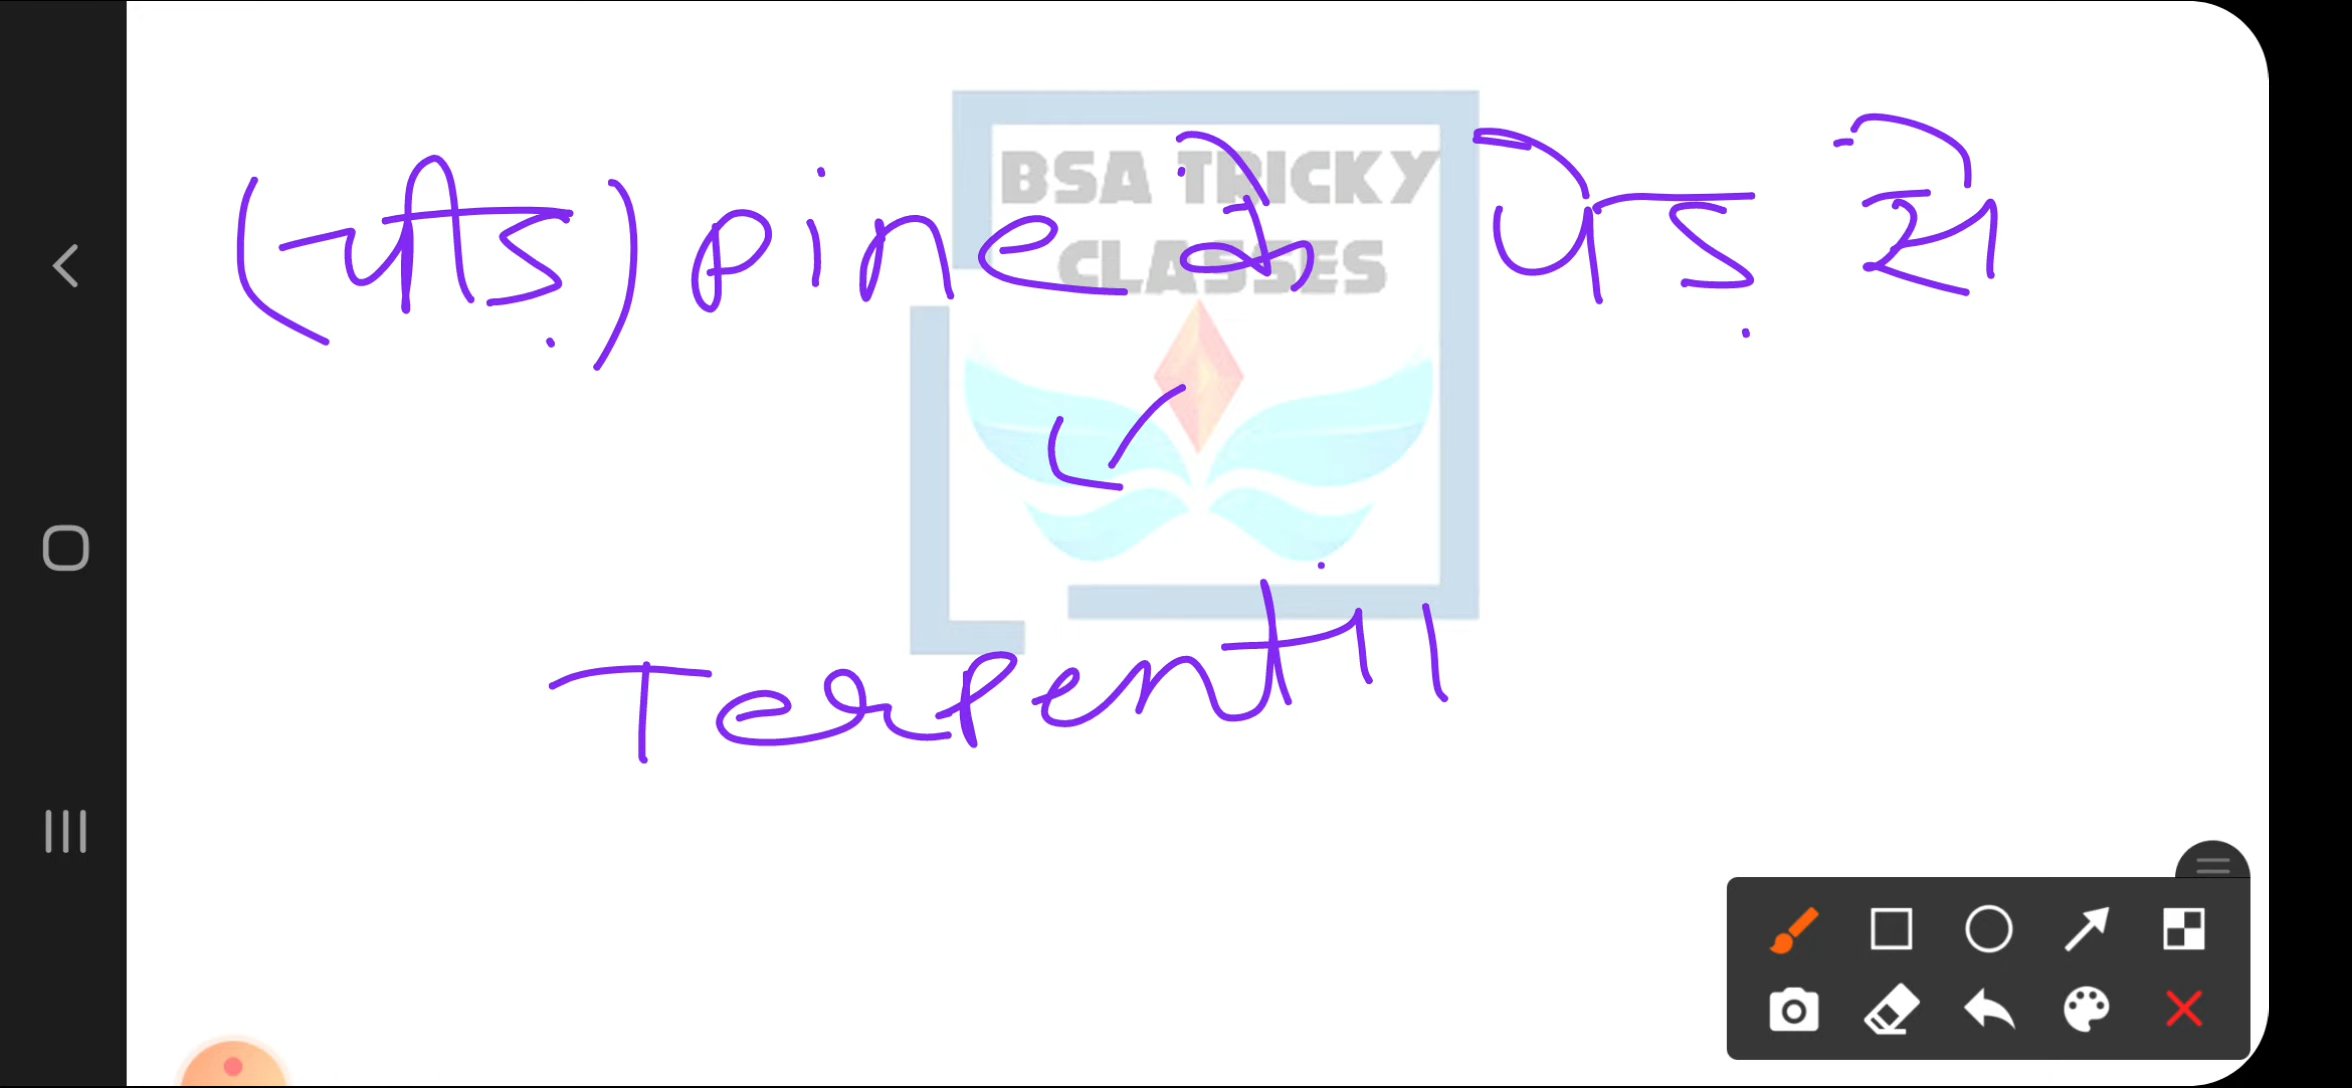 BSA TRICKY
CLASSES
(चीड़) pine के पेड़ से
Terpent